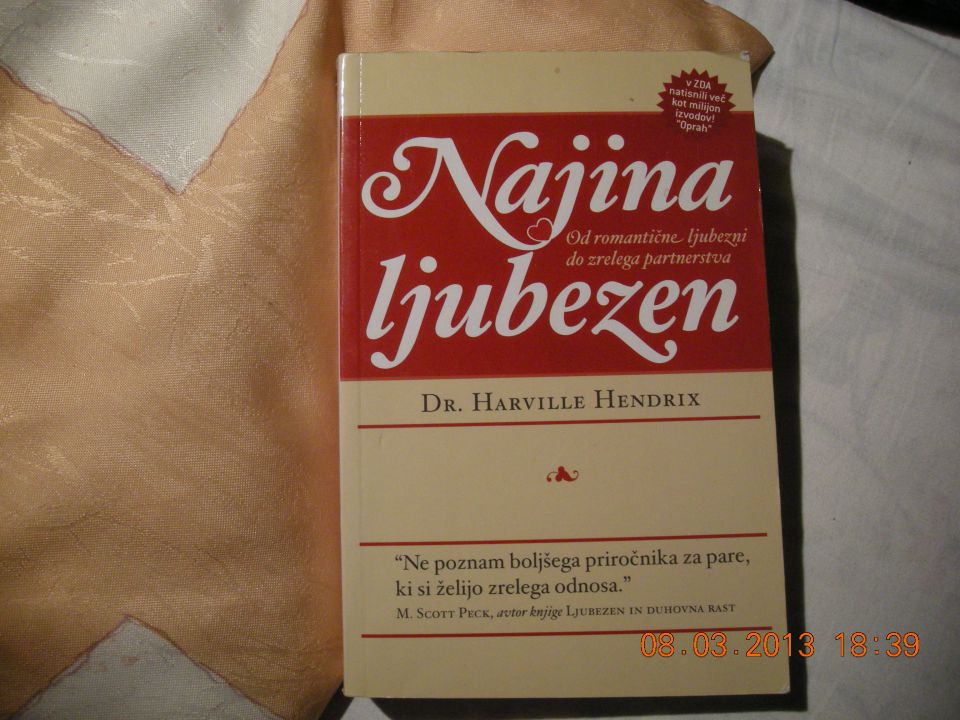 v ZDA
natisnili več
kot milijon
izvodov!
"Oprah"
Najina
Od romantične ljubezni
do zrelega partnerstva
ljubezen
Dr. Harville Hendrix
“Ne poznam boljšega priročnika za pare,
ki si želijo zrelega odnosa.”
M. Scott Peck, avtor knjige Ljubezen in duhovna rast
08.03.2013 18:39